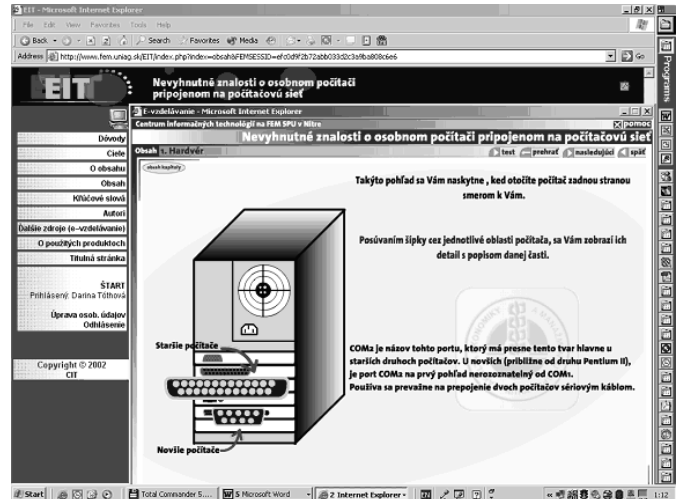 EIT - Microsoft Internet Explorer
File Edit View Favorites Tools Help
Back Search Favorites Media
Address http://www.fem.uniag.sk/EIT/index.php?index=obsah&FEMSESSID=efc0d9f2b72abb033d2c3a9ba808c6e6 Go
EIT
Nevyhnutné znalosti o osobnom počítači
pripojenom na počítačovú sieť
E-vzdelávanie - Microsoft Internet Explorer
Centrum informačných technológií na FEM SPU v Nitre
pomoc
Nevyhnutné znalosti o osobnom počítači pripojenom na počítačovú sieť
Obsah 1. Hardvér
test prehrať nasledujúci späť
obsah kapitoly
Dôvody
Ciele
O obsahu
Obsah
Kľúčové slová
Autori
Ďalšie zdroje (e-vzdelávanie)
O použitých produktoch
Titulná stránka
ŠTART
Prihlásený: Darina Tóthová
Úprava osob. údajov
Odhlásenie
Copyright © 2002
CIT
Takýto pohľad sa Vám naskytne , ked otočíte počítač zadnou stranou
smerom k Vám.
Posúvaním šípky cez jednotlivé oblasti počítača, sa Vám zobrazí ich
detail s popisom danej časti.
Staršie počítače
Novšie počítače
COM2 je názov tohto portu, ktorý má presne tento tvar hlavne u
starších druhoch počítačov. U novších (približne od druhu Pentium II),
je port COM2 na prvý pohľad nerozoznatelný od COM1.
Používa sa prevažne na prepojenie dvoch počítačov sériovým káblom.
Programs
Start
Total Commander 5....
5 Microsoft Word
2 Internet Explorer
1:12